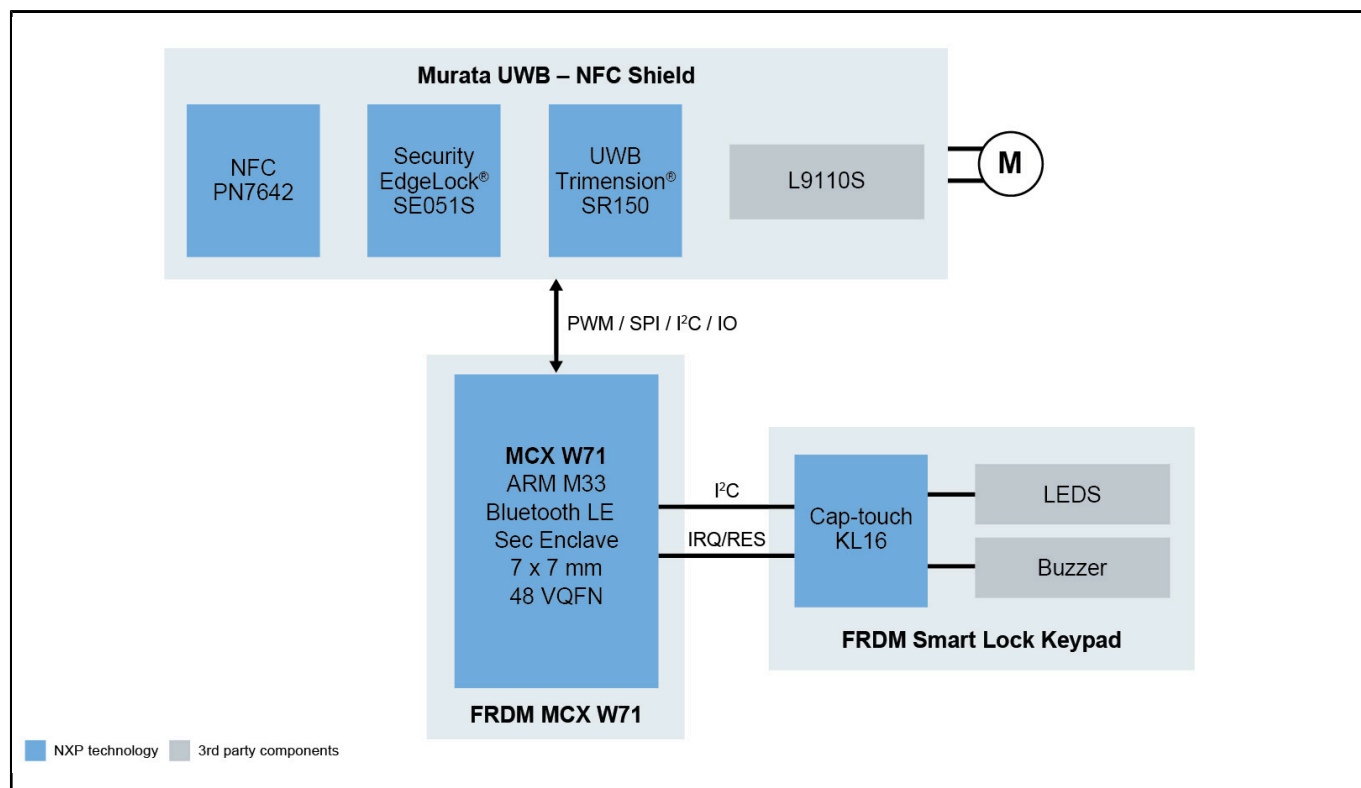 Murata UWB – NFC Shield
NFC
PN7642
Security
EdgeLock®
SE051S
UWB
Trimension®
SR150
L9110S
M
PWM / SPI / I²C / IO
MCX W71
ARM M33
Bluetooth LE
Sec Enclave
7 x 7 mm
48 VQFN
FRDM MCX W71
I²C
IRQ/RES
Cap-touch
KL16
LEDS
Buzzer
FRDM Smart Lock Keypad
NXP technology
3rd party components